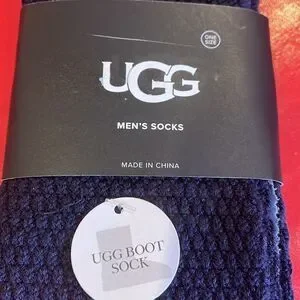 ONE
SIZE
UGG
MEN'S SOCKS
MADE IN CHINA
UGG BOOT
SOCK